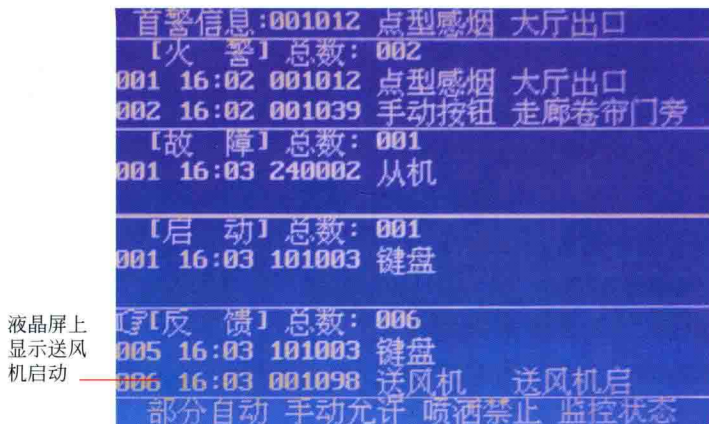 首警信息:001012 点型感烟 大厅出口
[火 警] 总数: 002
001 16:02 001012 点型感烟 大厅出口
002 16:02 001039 手动按钮 走廊卷帘门旁
[故 障] 总数: 001
001 16:03 240002 从机
[启 动] 总数: 001
001 16:03 101003 键盘
☞[反 馈] 总数: 006
005 16:03 101003 键盘
006 16:03 001098 送风机 送风机启
部分自动 手动允许 喷洒禁止 监控状态
液晶屏上
显示送风
机启动